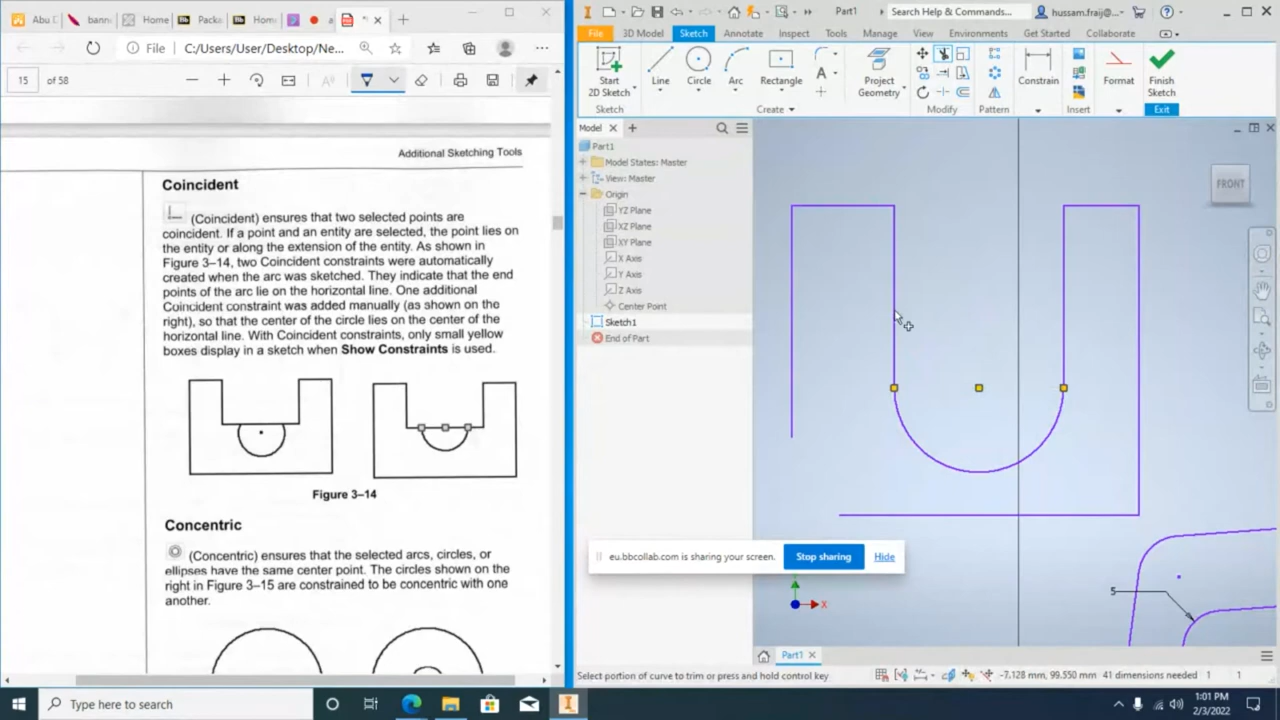 Abu E
banne
Home
Packa
Hom
a
File
C:/Users/User/Desktop/Ne...
15 of 58
Additional Sketching Tools
Coincident
(Coincident) ensures that two selected points are
coincident. If a point and an entity are selected, the point lies on
the entity or along the extension of the entity. As shown in
Figure 3–14, two Coincident constraints were automatically
created when the arc was sketched. They indicate that the end
points of the arc lie on the horizontal line. One additional
Coincident constraint was added manually (as shown on the
right), so that the center of the circle lies on the center of the
horizontal line. With Coincident constraints, only small yellow
boxes display in a sketch when Show Constraints is used.
Figure 3–14
Concentric
(Concentric) ensures that the selected arcs, circles, or
ellipses have the same center point. The circles shown on the
right in Figure 3–15 are constrained to be concentric with one
another.
Part1
Search Help & Commands...
hussam.fraij@...
File 3D Model Sketch Annotate Inspect Tools Manage View Environments Get Started Collaborate
Start
2D Sketch
Line
Circle
Arc
Rectangle
A
Project
Geometry
Constrain
Format
Finish
Sketch
Sketch Create Modify Pattern Insert Exit
Model
Part1
Model States: Master
View: Master
Origin
YZ Plane
XZ Plane
XY Plane
X Axis
Y Axis
Z Axis
Center Point
Sketch1
End of Part
FRONT
5
eu.bbcollab.com is sharing your screen.
Stop sharing
Hide
X
Part1
Select portion of curve to trim or press and hold control key
-7.128 mm, 99.550 mm 41 dimensions needed 1 1
Type here to search
1:01 PM
2/3/2022